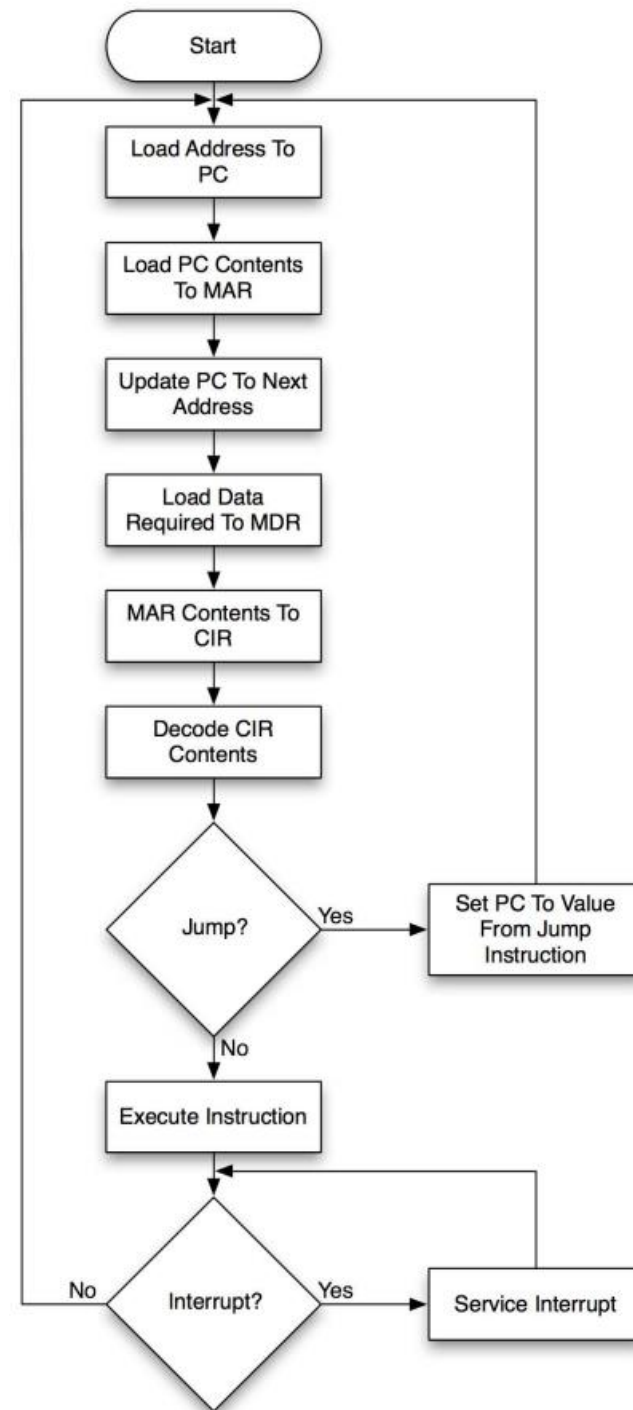 Start
Load Address To
PC
Load PC Contents
To MAR
Update PC To Next
Address
Load Data
Required To MDR
MAR Contents To
CIR
Decode CIR
Contents
Jump?
Yes
Set PC To Value
From Jump
Instruction
No
Execute Instruction
No
Interrupt?
Yes
Service Interrupt